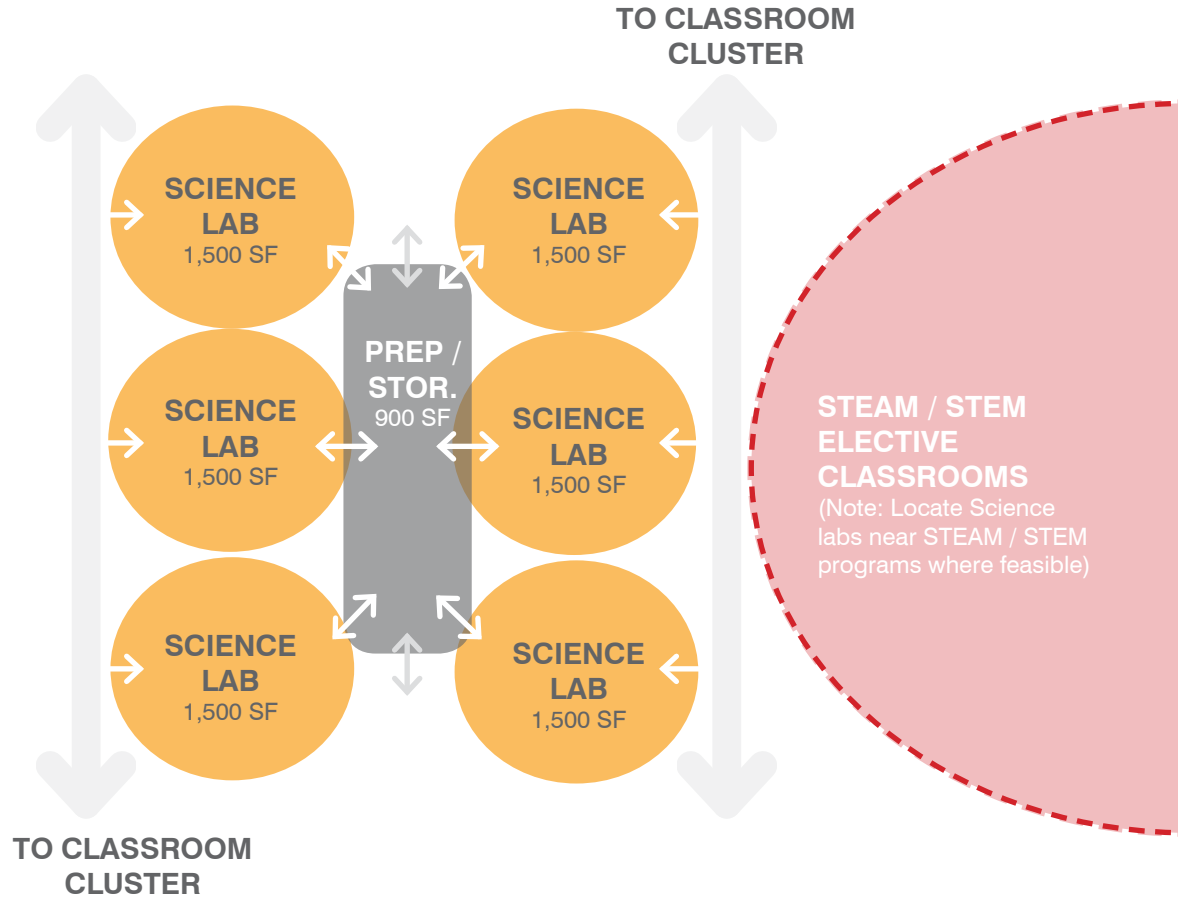 TO CLASSROOM
CLUSTER
SCIENCE
LAB
1,500 SF
SCIENCE
LAB
1,500 SF
PREP /
STOR.
900 SF
SCIENCE
LAB
1,500 SF
SCIENCE
LAB
1,500 SF
STEAM / STEM
ELECTIVE
CLASSROOMS
(Note: Locate Science
labs near STEAM / STEM
programs where feasible)
SCIENCE
LAB
1,500 SF
SCIENCE
LAB
1,500 SF
TO CLASSROOM
CLUSTER